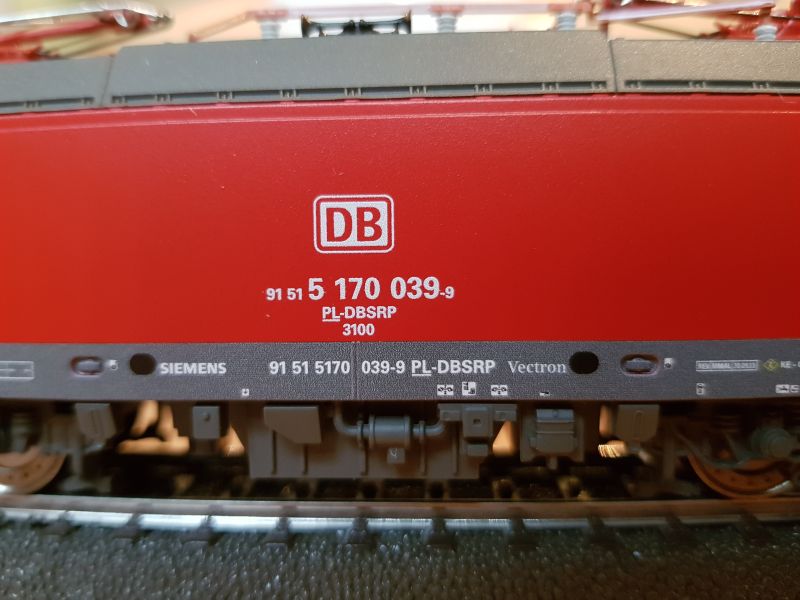 DB
91 51 5 170 039-9
PL-DBSRP
3100
SIEMENS 91 51 5170 039-9 PL-DBSRP Vectron